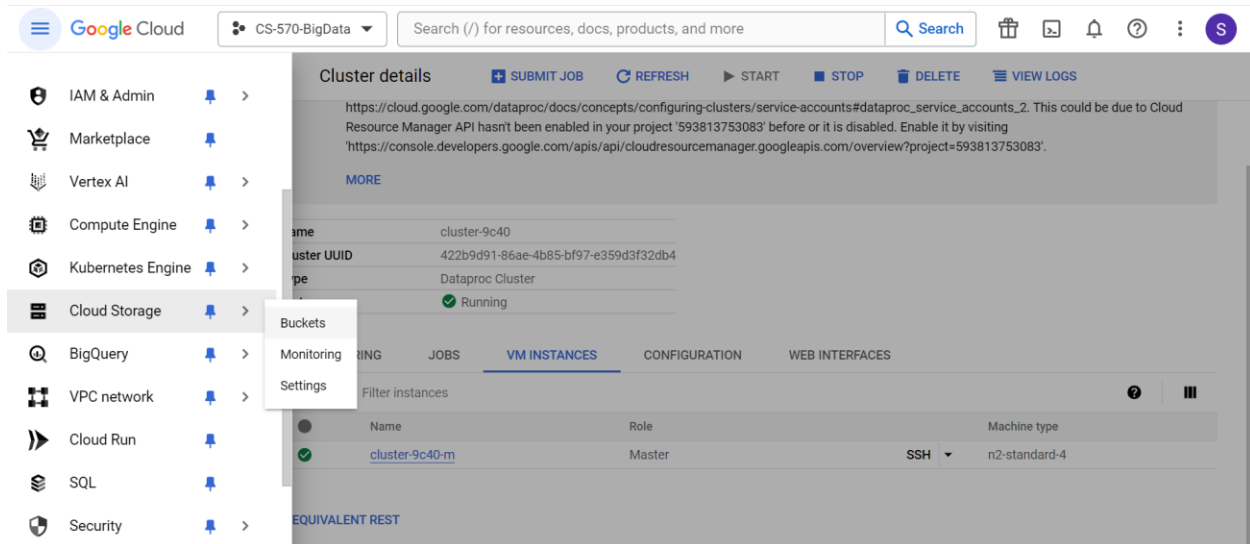 Google Cloud
CS-570-BigData
Search (/) for resources, docs, products, and more
Search
S
IAM & Admin
Marketplace
Vertex AI
Compute Engine
Kubernetes Engine
Cloud Storage
BigQuery
VPC network
Cloud Run
SQL
Security
Buckets
Monitoring
Settings
Cluster details
SUBMIT JOB
REFRESH
START
STOP
DELETE
VIEW LOGS
https://cloud.google.com/dataproc/docs/concepts/configuring-clusters/service-accounts#dataproc_service_accounts_2. This could be due to Cloud
Resource Manager API hasn't been enabled in your project '593813753083' before or it is disabled. Enable it by visiting
'https://console.developers.google.com/apis/api/cloudresourcemanager.googleapis.com/overview?project=593813753083'.
MORE
ame cluster-9c40
uster UUID 422b9d91-86ae-4b85-bf97-e359d3f32db4
pe Dataproc Cluster
Running
RING JOBS VM INSTANCES CONFIGURATION WEB INTERFACES
Filter instances
Name Role Machine type
cluster-9c40-m Master SSH n2-standard-4
EQUIVALENT REST